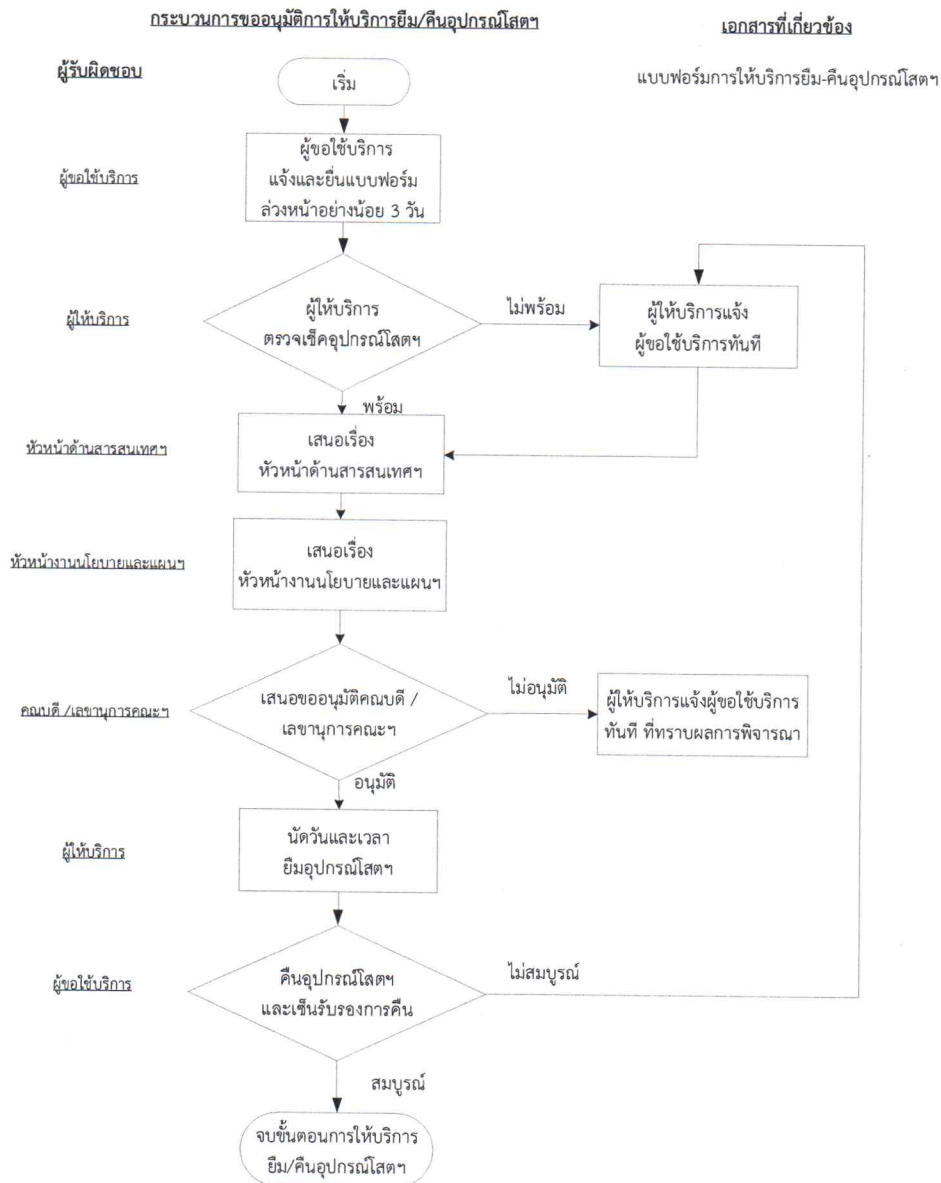 กระบวนการขออนุมัติการให้บริการยืม/คืนอุปกรณ์โสตฯ
เอกสารที่เกี่ยวข้อง
ผู้รับผิดชอบ
เริ่ม
แบบฟอร์มการให้บริการยืม-คืนอุปกรณ์โสตฯ
ผู้ขอใช้บริการ
ผู้ขอใช้บริการ
แจ้งและยื่นแบบฟอร์ม
ล่วงหน้าอย่างน้อย 3 วัน
ผู้ให้บริการ
ผู้ให้บริการ
ตรวจเช็คอุปกรณ์โสตฯ
ไม่พร้อม
ผู้ให้บริการแจ้ง
ผู้ขอใช้บริการทันที
พร้อม
หัวหน้าด้านสารสนเทศฯ
เสนอเรื่อง
หัวหน้าด้านสารสนเทศฯ
หัวหน้างานนโยบายและแผนฯ
เสนอเรื่อง
หัวหน้างานนโยบายและแผนฯ
คณบดี /เลขานุการคณะฯ
เสนอขออนุมัติคณบดี /
เลขานุการคณะฯ
ไม่อนุมัติ
ผู้ให้บริการแจ้งผู้ขอใช้บริการ
ทันที ที่ทราบผลการพิจารณา
อนุมัติ
ผู้ให้บริการ
นัดวันและเวลา
ยืมอุปกรณ์โสตฯ
ผู้ขอใช้บริการ
คืนอุปกรณ์โสตฯ
และเซ็นรับรองการคืน
ไม่สมบูรณ์
สมบูรณ์
จบขั้นตอนการให้บริการ
ยืม/คืนอุปกรณ์โสตฯ